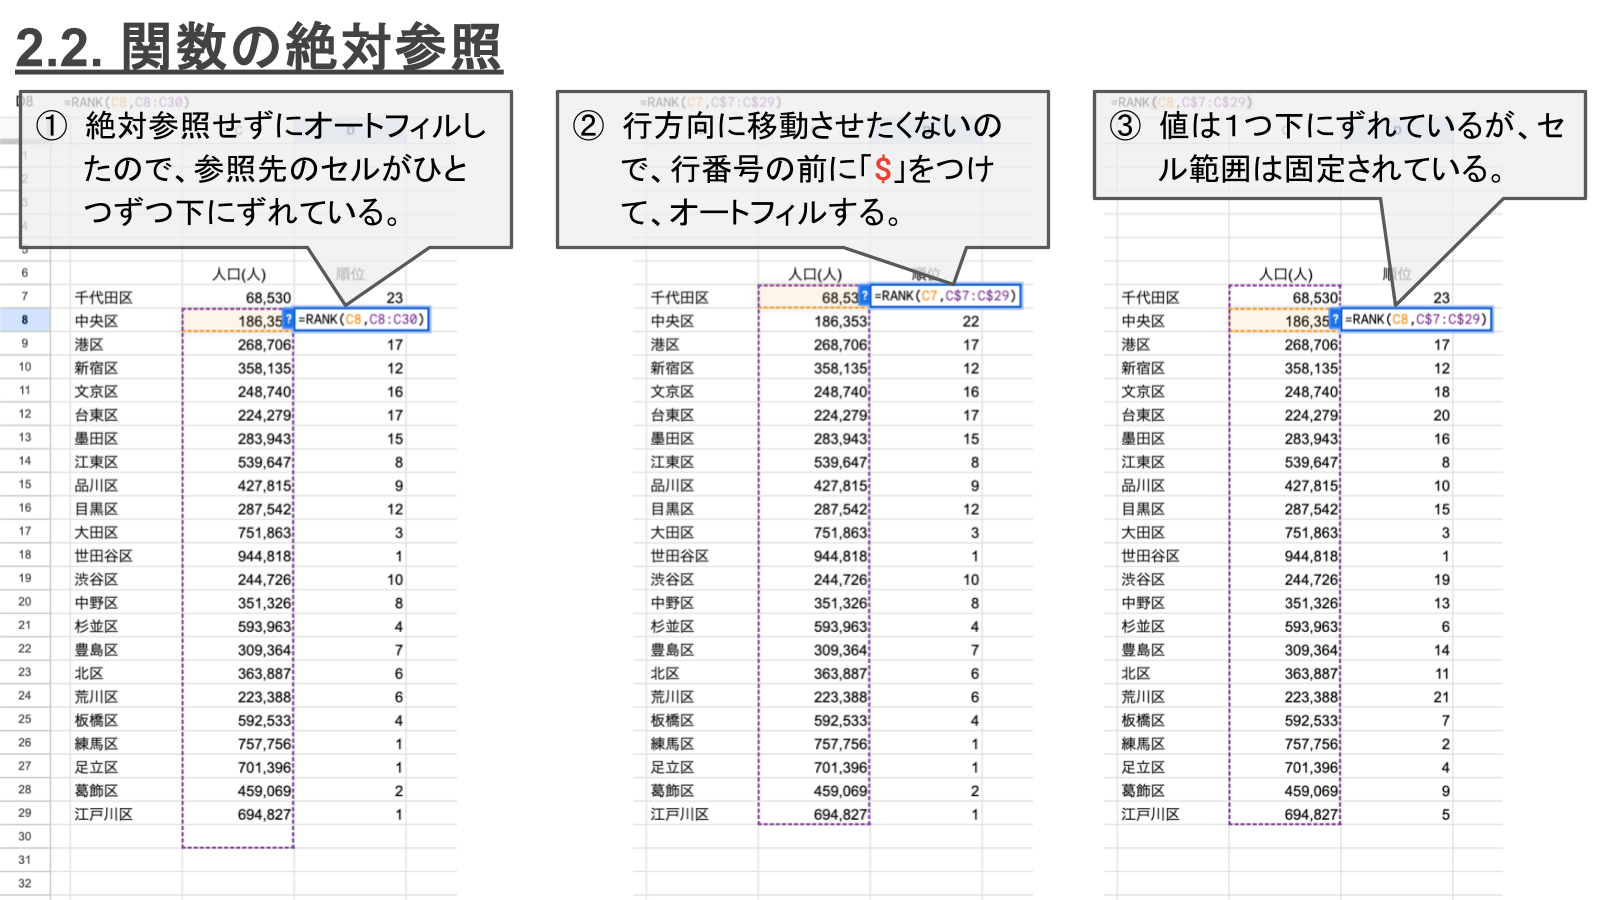 2.2. 関数の絶対参照
D8 =RANK(C8,C8:C30)
① 絶対参照せずにオートフィルし
たので、参照先のセルがひと
つずつ下にずれている。
1
2
3
4
5
6 人口(人) 順位
7 千代田区 68,530 23
8 中央区 186,35 ? =RANK(C8,C8:C30)
9 港区 268,706 17
10 新宿区 358,135 12
11 文京区 248,740 16
12 台東区 224,279 17
13 墨田区 283,943 15
14 江東区 539,647 8
15 品川区 427,815 9
16 目黒区 287,542 12
17 大田区 751,863 3
18 世田谷区 944,818 1
19 渋谷区 244,726 10
20 中野区 351,326 8
21 杉並区 593,963 4
22 豊島区 309,364 7
23 北区 363,887 6
24 荒川区 223,388 6
25 板橋区 592,533 4
26 練馬区 757,756 1
27 足立区 701,396 1
28 葛飾区 459,069 2
29 江戸川区 694,827 1
30
31
32
=RANK(C7,C$7:C$29)
② 行方向に移動させたくないの
で、行番号の前に「$」をつけ
て、オートフィルする。
人口(人) 順位
千代田区 68,53 ? =RANK(C7,C$7:C$29)
中央区 186,353 22
港区 268,706 17
新宿区 358,135 12
文京区 248,740 16
台東区 224,279 17
墨田区 283,943 15
江東区 539,647 8
品川区 427,815 9
目黒区 287,542 12
大田区 751,863 3
世田谷区 944,818 1
渋谷区 244,726 10
中野区 351,326 8
杉並区 593,963 4
豊島区 309,364 7
北区 363,887 6
荒川区 223,388 6
板橋区 592,533 4
練馬区 757,756 1
足立区 701,396 1
葛飾区 459,069 2
江戸川区 694,827 1
=RANK(C8,C$7:C$29)
③ 値は1つ下にずれているが、セ
ル範囲は固定されている。
人口(人) 順位
千代田区 68,530 23
中央区 186,35 ? =RANK(C8,C$7:C$29)
港区 268,706 17
新宿区 358,135 12
文京区 248,740 18
台東区 224,279 20
墨田区 283,943 16
江東区 539,647 8
品川区 427,815 10
目黒区 287,542 15
大田区 751,863 3
世田谷区 944,818 1
渋谷区 244,726 19
中野区 351,326 13
杉並区 593,963 6
豊島区 309,364 14
北区 363,887 11
荒川区 223,388 21
板橋区 592,533 7
練馬区 757,756 2
足立区 701,396 4
葛飾区 459,069 9
江戸川区 694,827 5